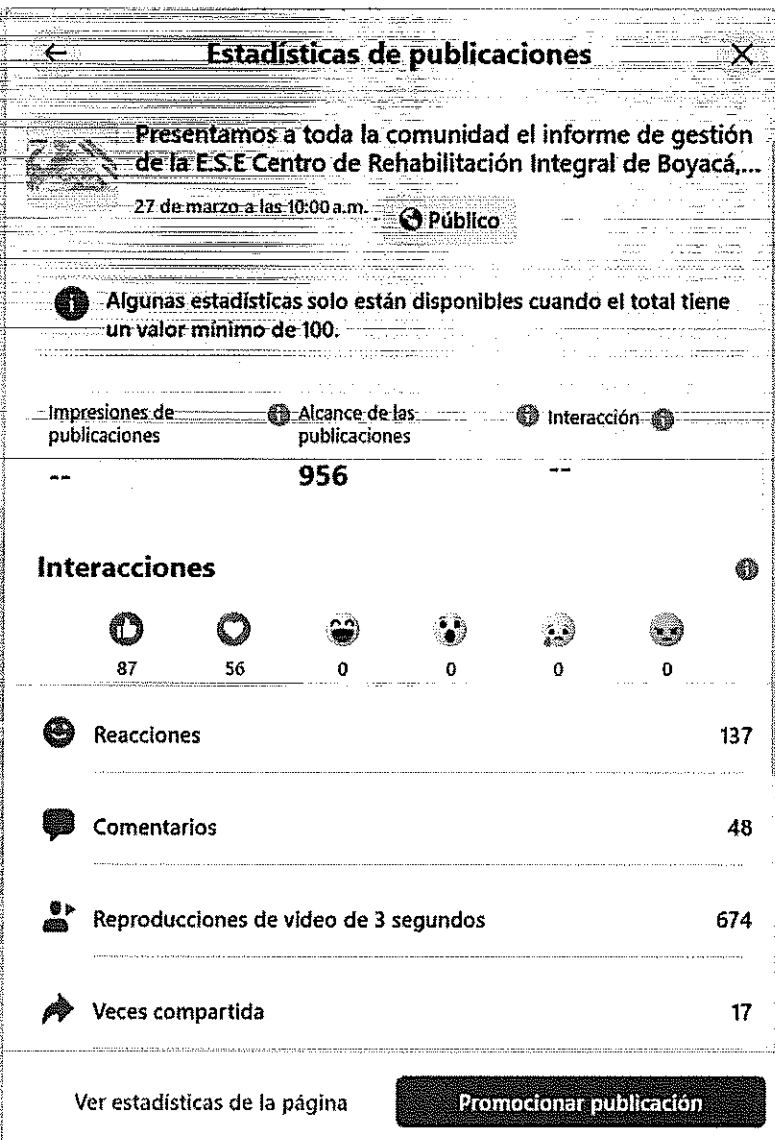 Estadísticas de publicaciones
Presentamos a toda la comunidad el informe de gestión
de la E.S.E Centro de Rehabilitación Integral de Boyacá,...
27 de marzo a las 10:00 a.m. · Público
Algunas estadísticas solo están disponibles cuando el total tiene
un valor mínimo de 100.
Impresiones de
publicaciones
--
Alcance de las
publicaciones
956
Interacción
--
Interacciones
87 56 0 0 0 0
Reacciones 137
Comentarios 48
Reproducciones de video de 3 segundos 674
Veces compartida 17
Ver estadísticas de la página Promocionar publicación